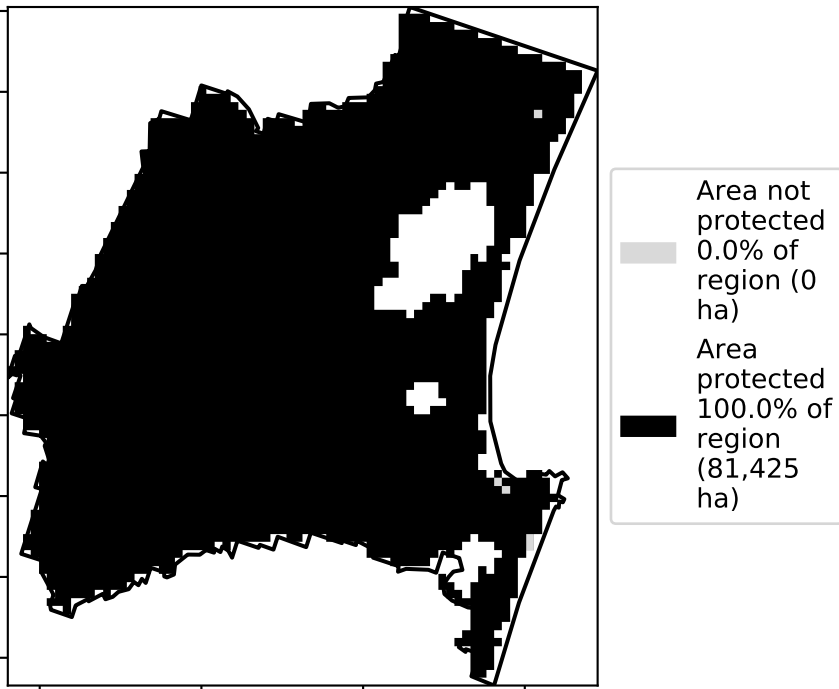 Area not
protected
0.0% of
region (0
ha)
Area
protected
100.0% of
region
(81,425
ha)